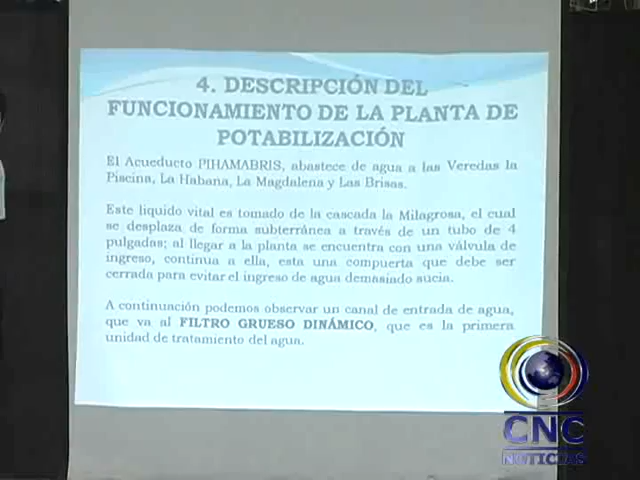 4. DESCRIPCIÓN DEL
FUNCIONAMIENTO DE LA PLANTA DE
POTABILIZACIÓN
El Acueducto PIHAMABRIS, abastece de agua a las Veredas la
Piscina, La Habana, La Magdalena y Las Brisas.
Este liquido vital es tomado de la cascada la Milagrosa, el cual
se desplaza de forma subterránea a través de un tubo de 4
pulgadas; al llegar a la planta se encuentra con una válvula de
ingreso, continua a ella, esta una compuerta que debe ser
cerrada para evitar el ingreso de agua demasiado sucia.
A continuación podemos observar un canal de entrada de agua,
que va al FILTRO GRUESO DINÁMICO, que es la primera
unidad de tratamiento del agua.
CNC
NOTICIAS